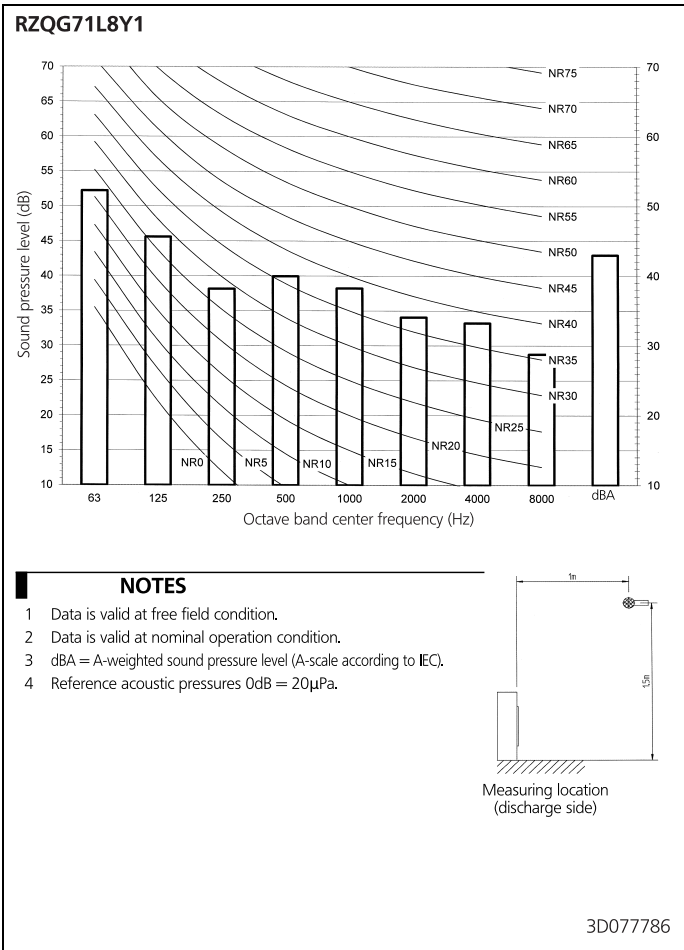 RZQG71L8Y1
70
65
60
55
50
45
40
35
30
25
20
15
10
Sound pressure level (dB)
70
60
50
40
30
20
10
NR75
NR70
NR65
NR60
NR55
NR50
NR45
NR40
NR35
NR30
NR25
NR20
NR0 NR5 NR10 NR15
63 125 250 500 1000 2000 4000 8000 dBA
Octave band center frequency (Hz)
NOTES
1 Data is valid at free field condition.
2 Data is valid at nominal operation condition.
3 dBA = A-weighted sound pressure level (A-scale according to IEC).
4 Reference acoustic pressures 0dB = 20μPa.
1m
1,5m
Measuring location
(discharge side)
3D077786